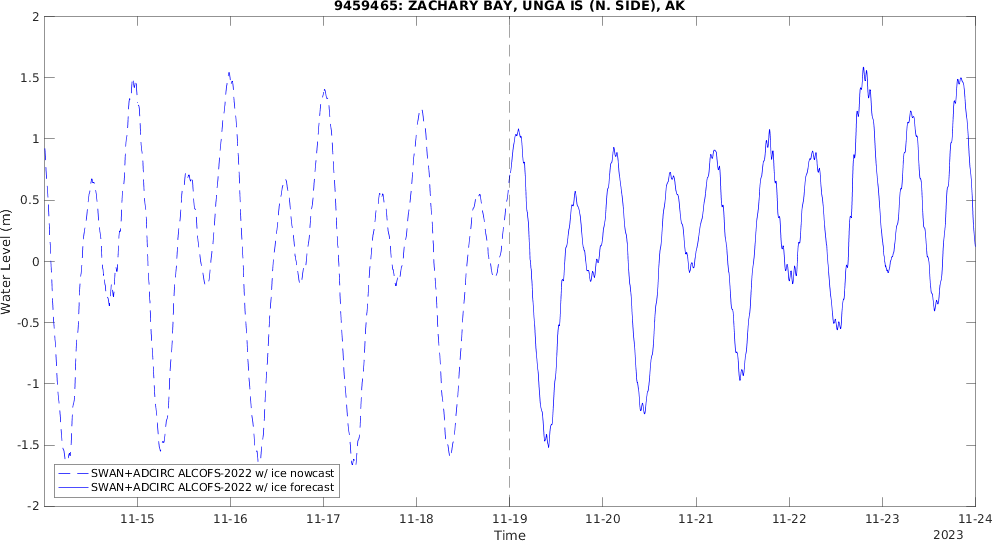 9459465: ZACHARY BAY, UNGA IS (N. SIDE), AK
2
1.5
1
0.5
0
-0.5
-1
-1.5
-2
Water Level (m)
SWAN+ADCIRC ALCOFS-2022 w/ ice nowcast
SWAN+ADCIRC ALCOFS-2022 w/ ice forecast
11-15 11-16 11-17 11-18 11-19 11-20 11-21 11-22 11-23 11-24
Time
2023